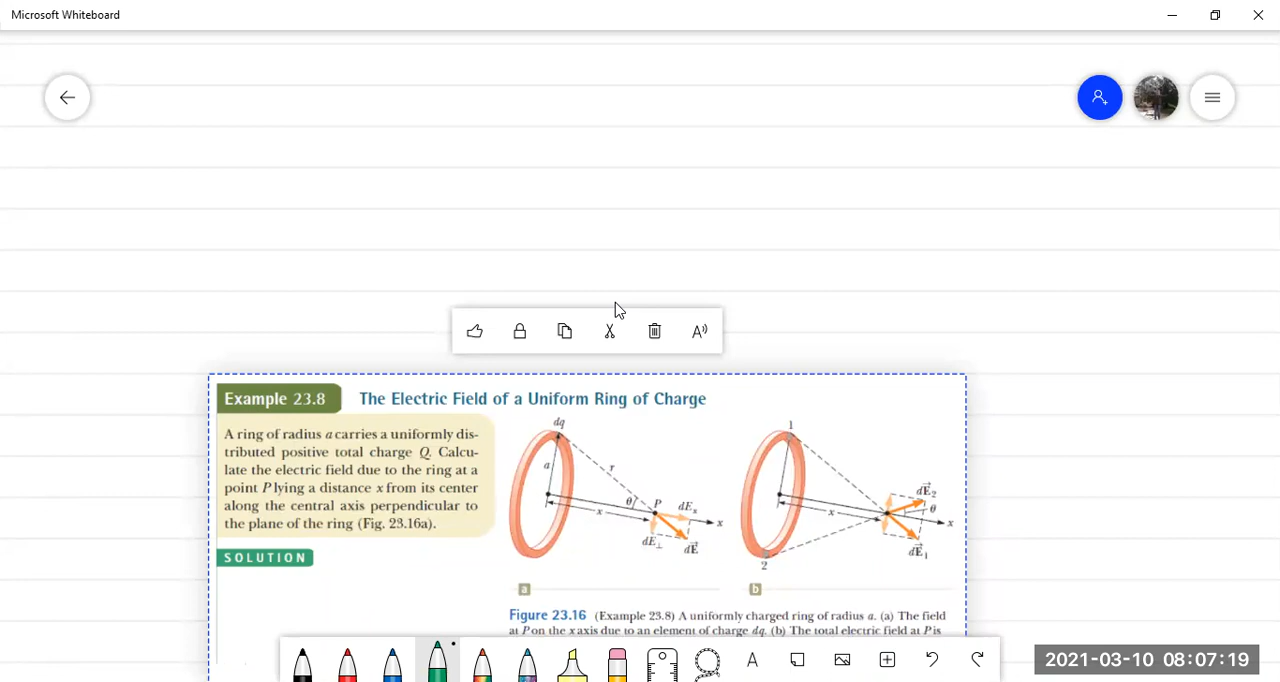 Microsoft Whiteboard
Example 23.8 The Electric Field of a Uniform Ring of Charge
A ring of radius a carries a uniformly dis-
tributed positive total charge Q. Calcu-
late the electric field due to the ring at a
point P lying a distance x from its center
along the central axis perpendicular to
the plane of the ring (Fig. 23.16a).
SOLUTION
dq
a
r
θ
P
x
dEx
x
dE⊥
dE⃗
a
1
x
dE⃗2
θ
x
dE⃗1
2
b
Figure 23.16 (Example 23.8) A uniformly charged ring of radius a. (a) The field
at P on the x axis due to an element of charge dq. (b) The total electric field at P is
A
2021-03-10 08:07:19